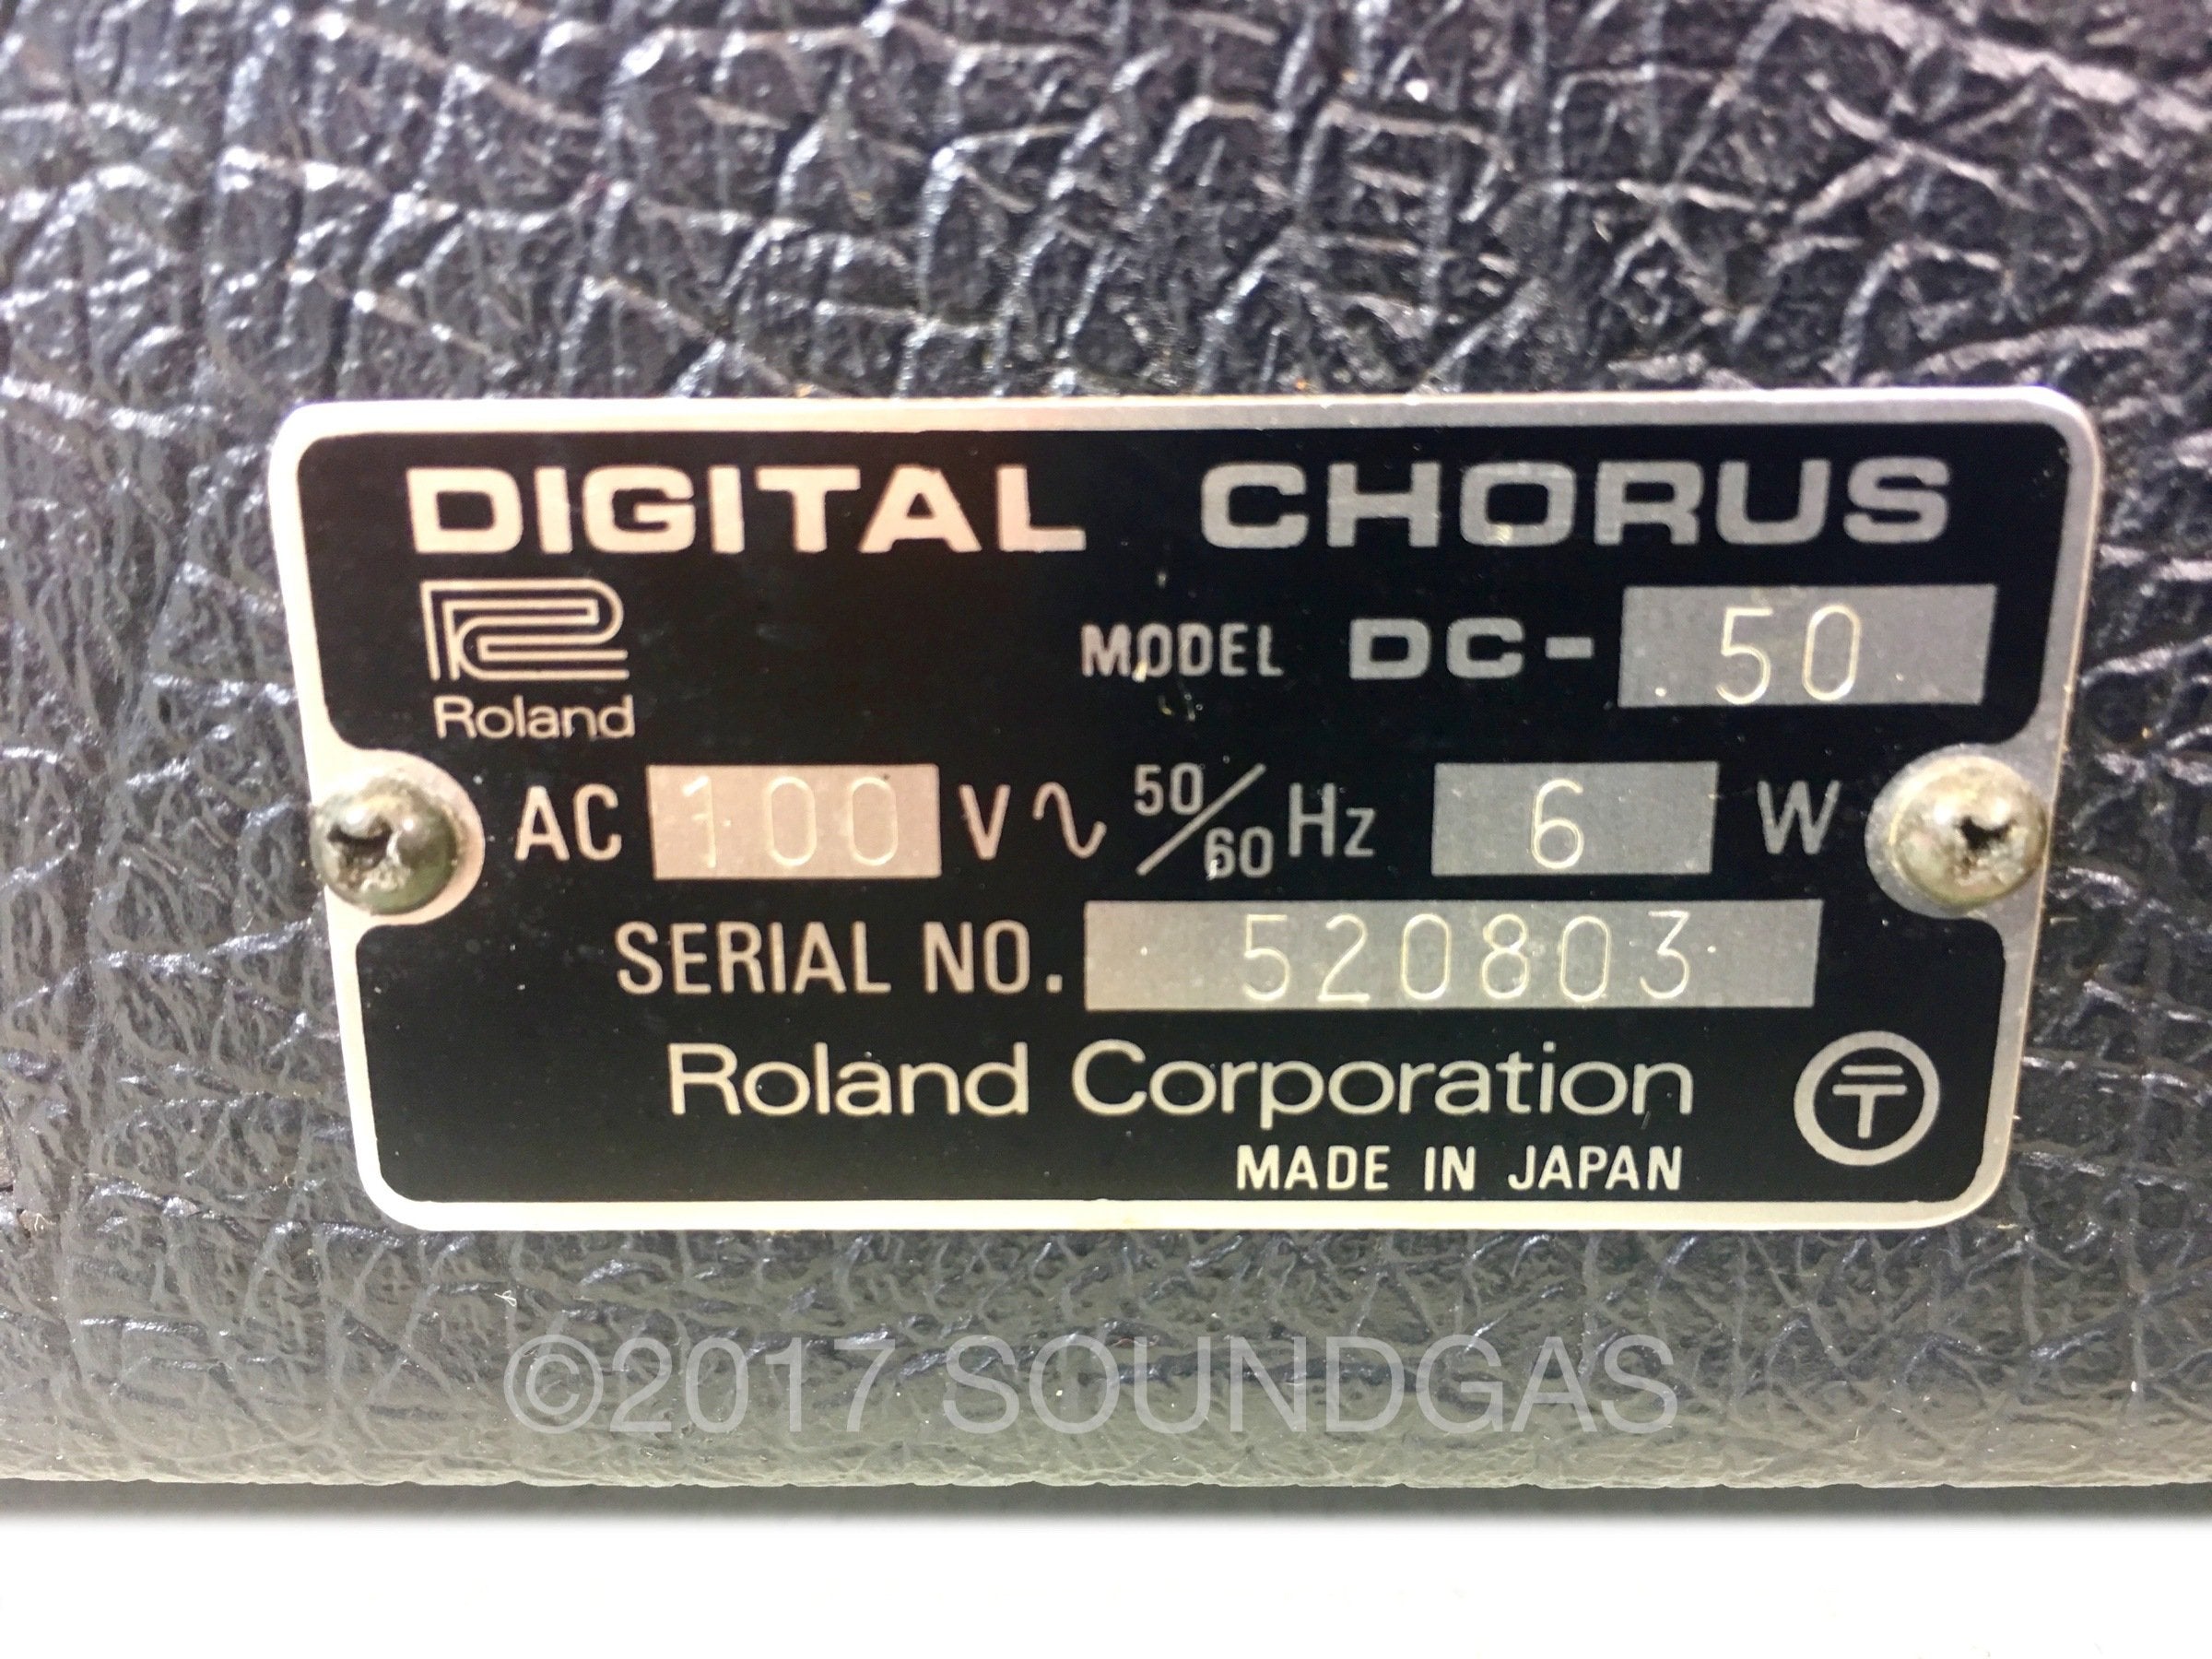 DIGITAL CHORUS
Roland
MODEL DC- 50
AC 100 V∿ 50/60 Hz 6 W
SERIAL NO. 520803
Roland Corporation
MADE IN JAPAN
©2017 SOUNDGAS